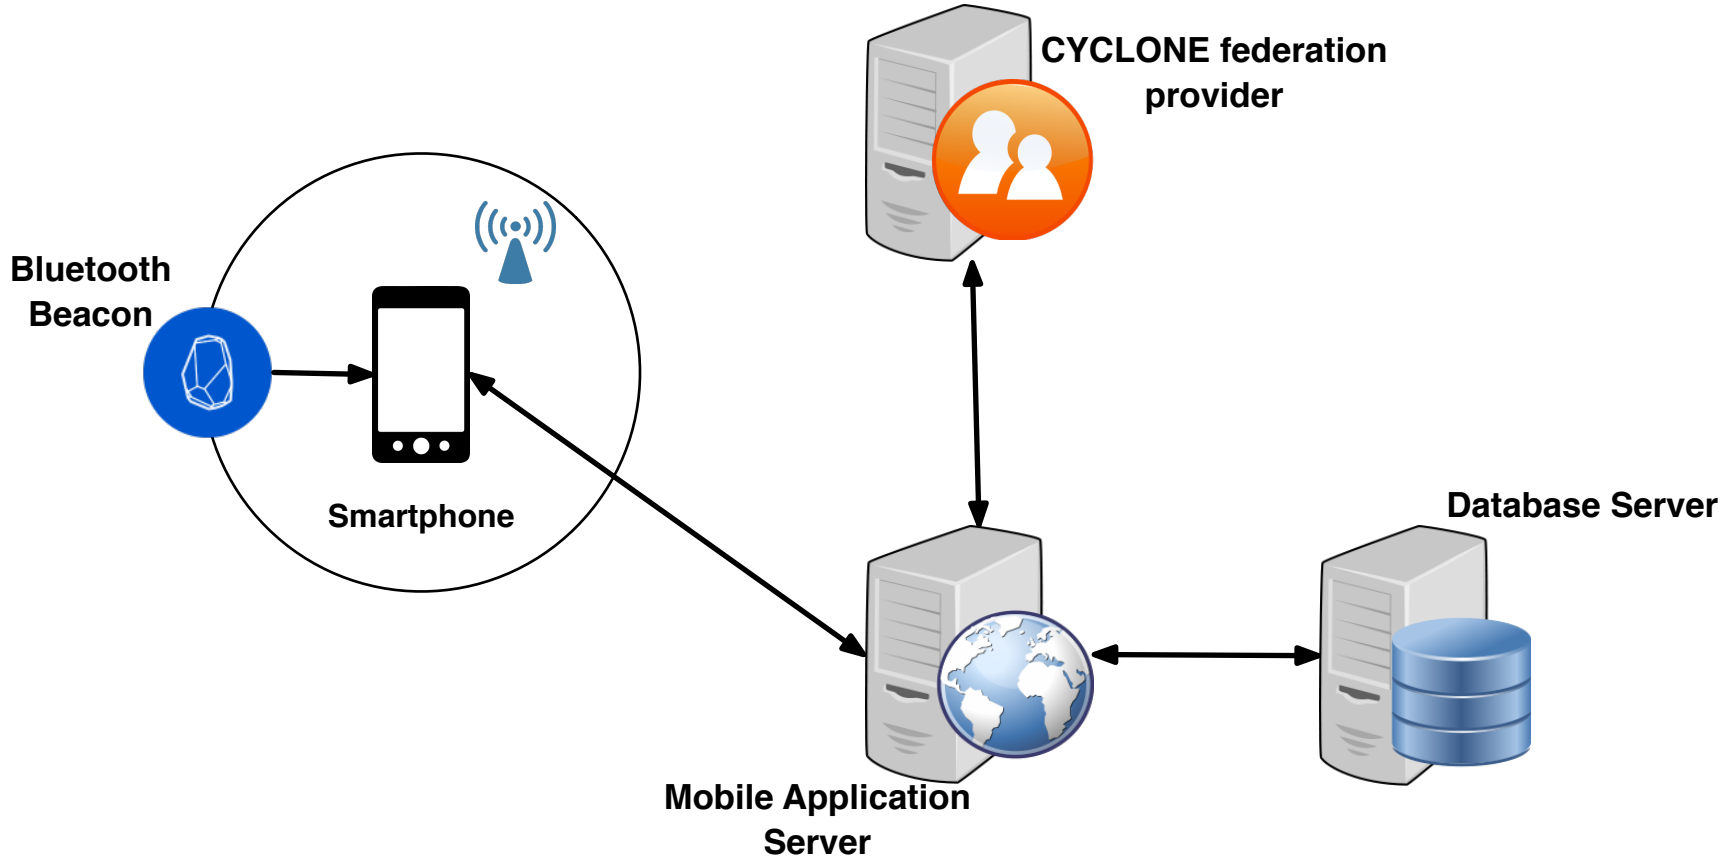 CYCLONE federation
provider
Bluetooth
Beacon
Smartphone
Database Server
Mobile Application
Server